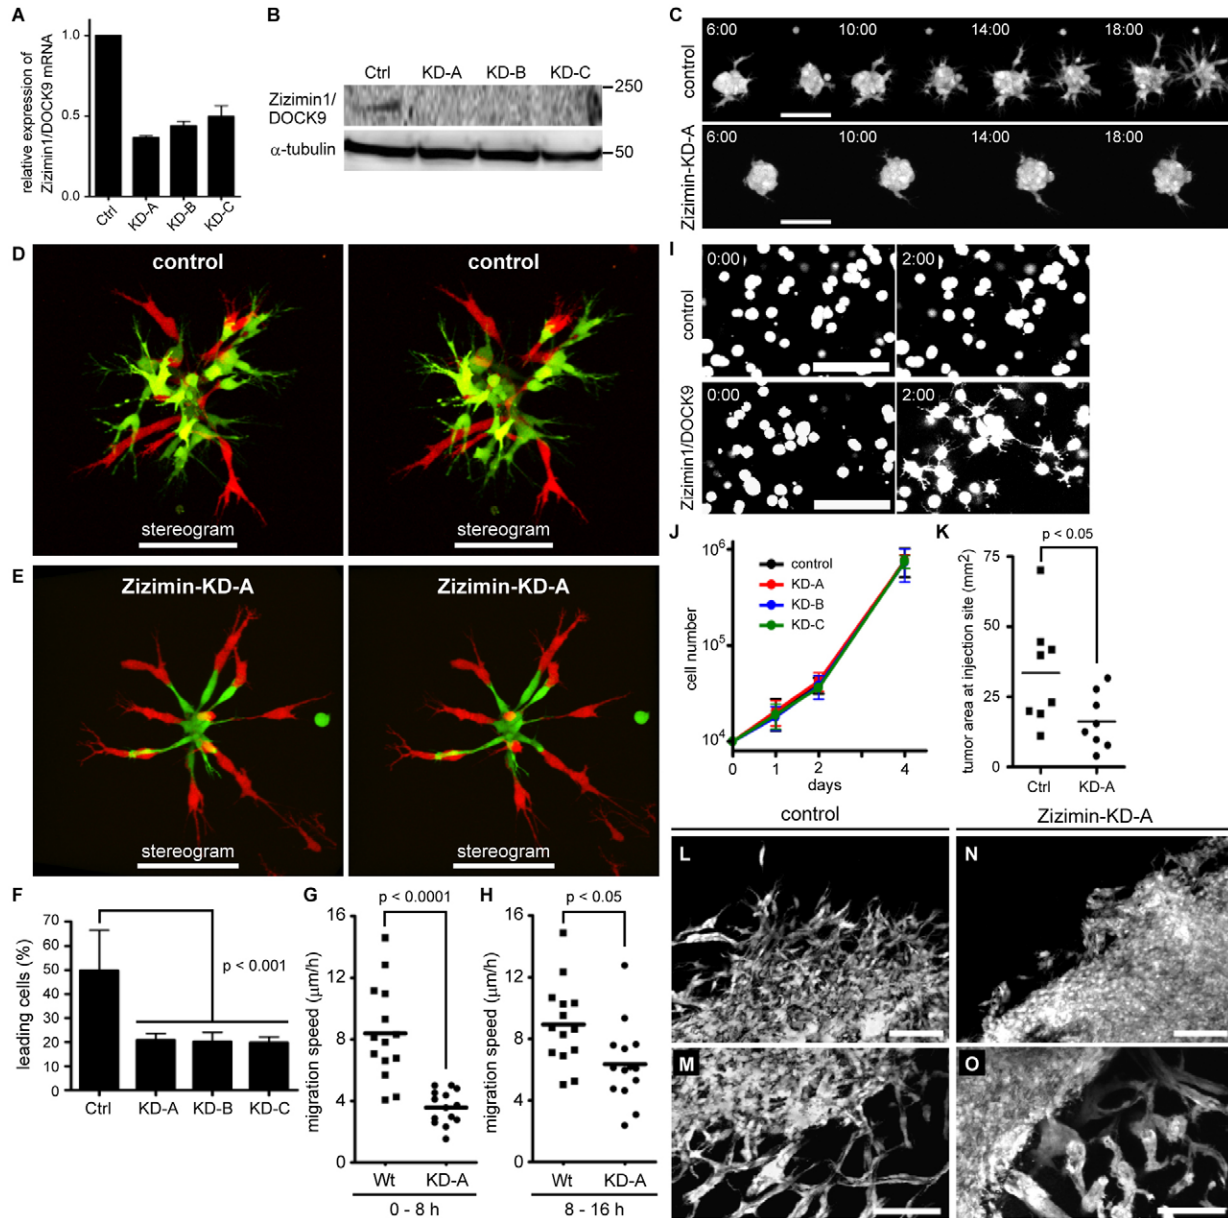 A
relative expression of
Zizimin1/DOCK9 mRNA
1.0
0.5
0.0
Ctrl
KD-A
KD-B
KD-C
B
Ctrl KD-A KD-B KD-C
Zizimin1/
DOCK9
α-tubulin
250
50
C
control
6:00 10:00 14:00 18:00
Zizimin-KD-A
6:00 10:00 14:00 18:00
D
control control
stereogram stereogram
E
Zizimin-KD-A Zizimin-KD-A
stereogram stereogram
F
leading cells (%)
70
60
50
40
30
20
10
0
p < 0.001
Ctrl KD-A KD-B KD-C
G
p < 0.0001
migration speed (μm/h)
16
12
8
4
0
Wt KD-A
0 - 8 h
H
p < 0.05
migration speed (μm/h)
16
12
8
4
0
Wt KD-A
8 - 16 h
I
control
0:00 2:00
Zizimin1/DOCK9
0:00 2:00
J
cell number
10⁶
10⁵
10⁴
control
KD-A
KD-B
KD-C
0 1 2 4
days
K
p < 0.05
tumor area at injection site (mm²)
75
50
25
0
Ctrl KD-A
control Zizimin-KD-A
L
N
M
O